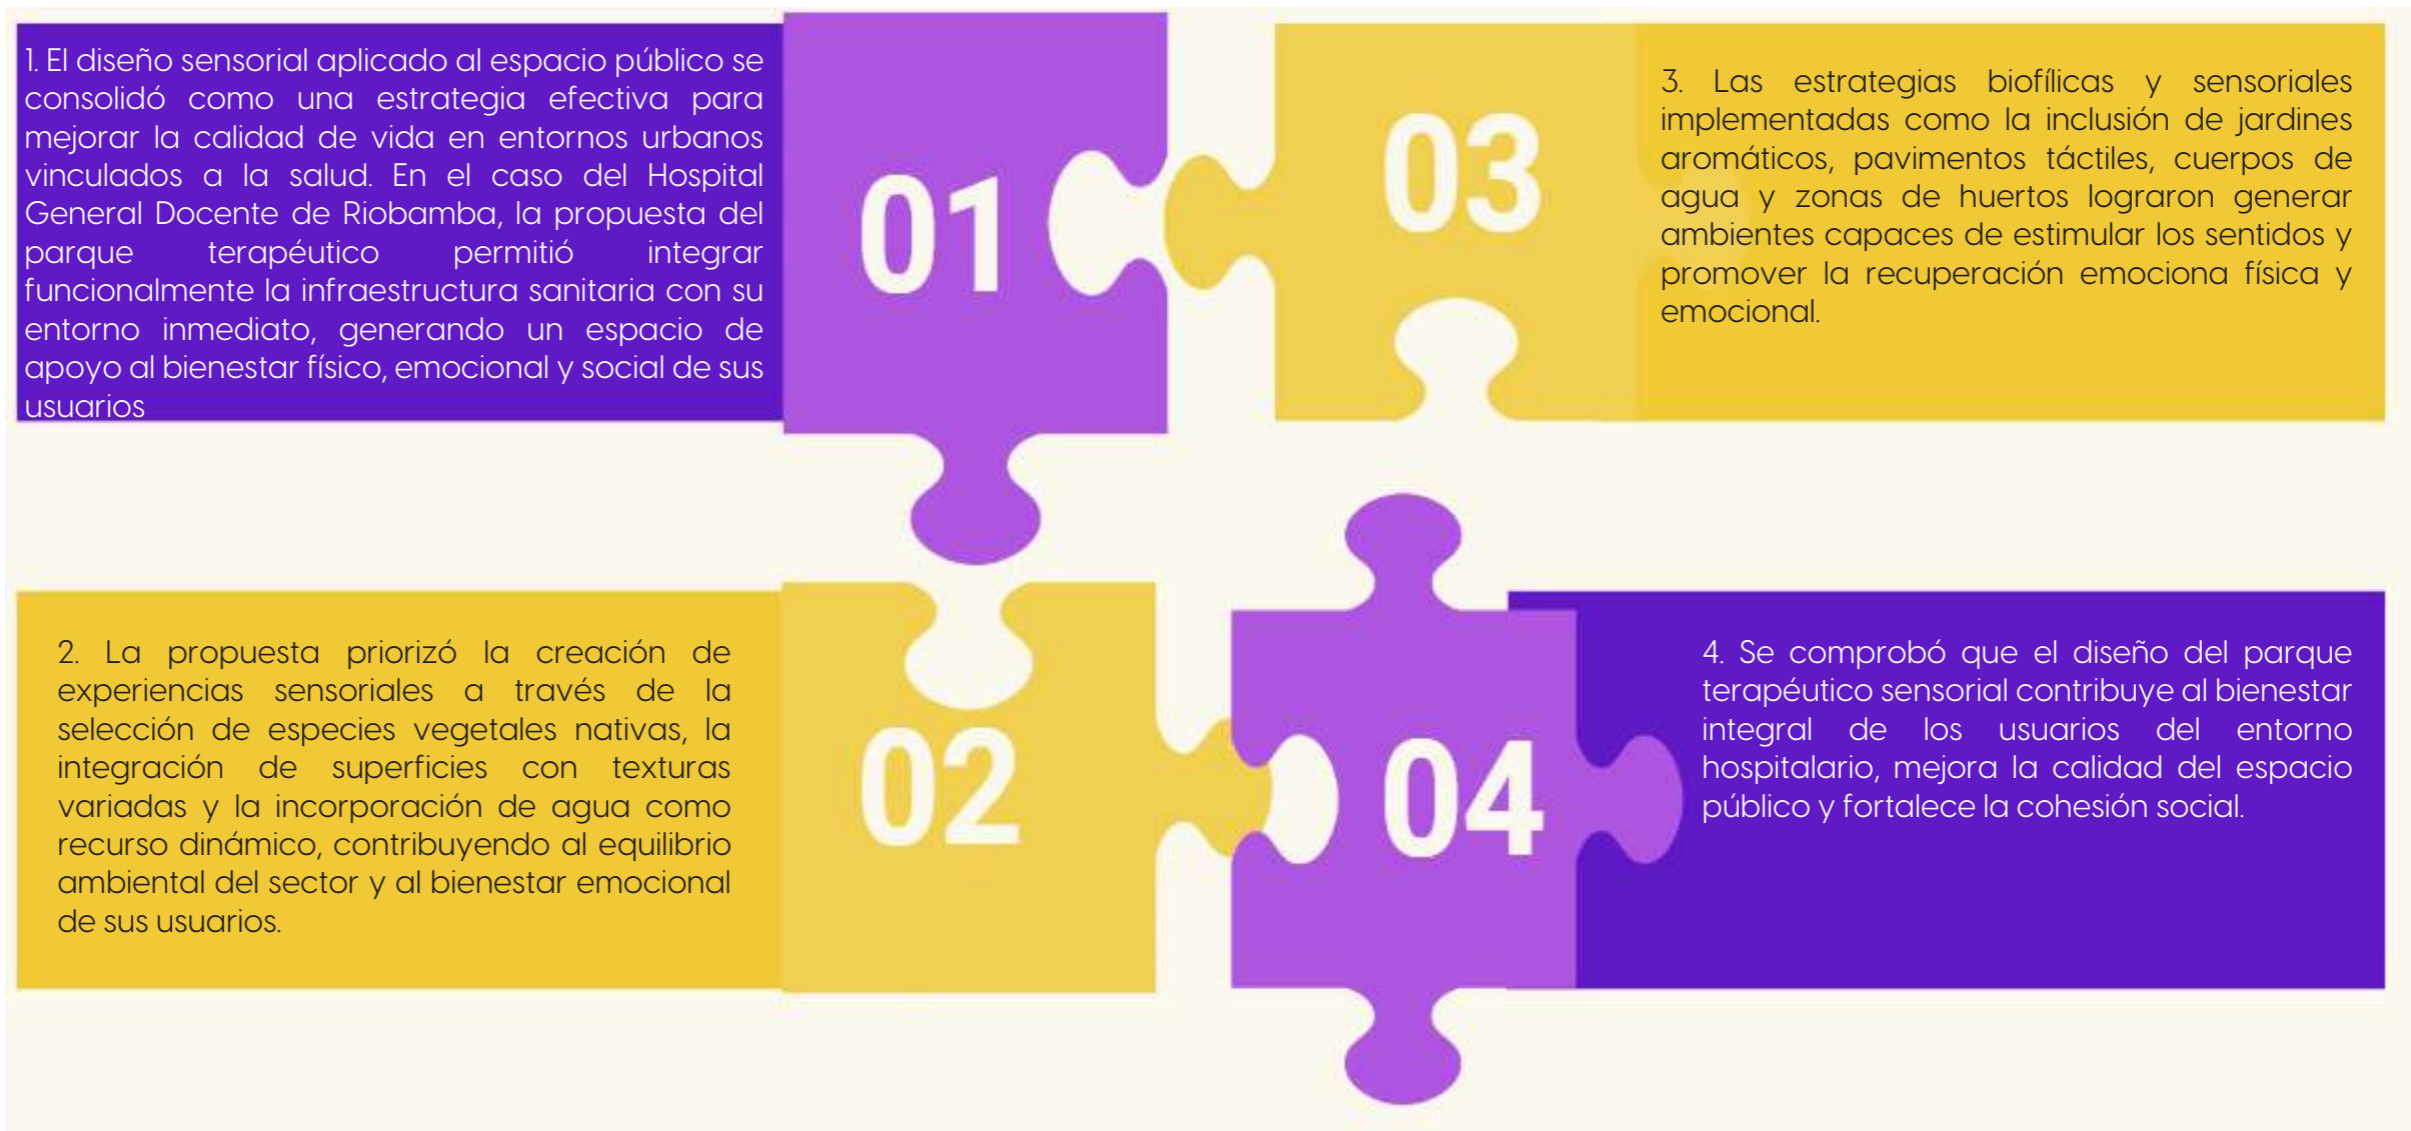 1. El diseño sensorial aplicado al espacio público se
consolidó como una estrategia efectiva para
mejorar la calidad de vida en entornos urbanos
vinculados a la salud. En el caso del Hospital
General Docente de Riobamba, la propuesta del
parque terapéutico permitió integrar
funcionalmente la infraestructura sanitaria con su
entorno inmediato, generando un espacio de
apoyo al bienestar físico, emocional y social de sus
usuarios
01
2. La propuesta priorizó la creación de
experiencias sensoriales a través de la
selección de especies vegetales nativas, la
integración de superficies con texturas
variadas y la incorporación de agua como
recurso dinámico, contribuyendo al equilibrio
ambiental del sector y al bienestar emocional
de sus usuarios.
02
03
3. Las estrategias biofílicas y sensoriales
implementadas como la inclusión de jardines
aromáticos, pavimentos táctiles, cuerpos de
agua y zonas de huertos lograron generar
ambientes capaces de estimular los sentidos y
promover la recuperación emociona física y
emocional.
04
4. Se comprobó que el diseño del parque
terapéutico sensorial contribuye al bienestar
integral de los usuarios del entorno
hospitalario, mejora la calidad del espacio
público y fortalece la cohesión social.